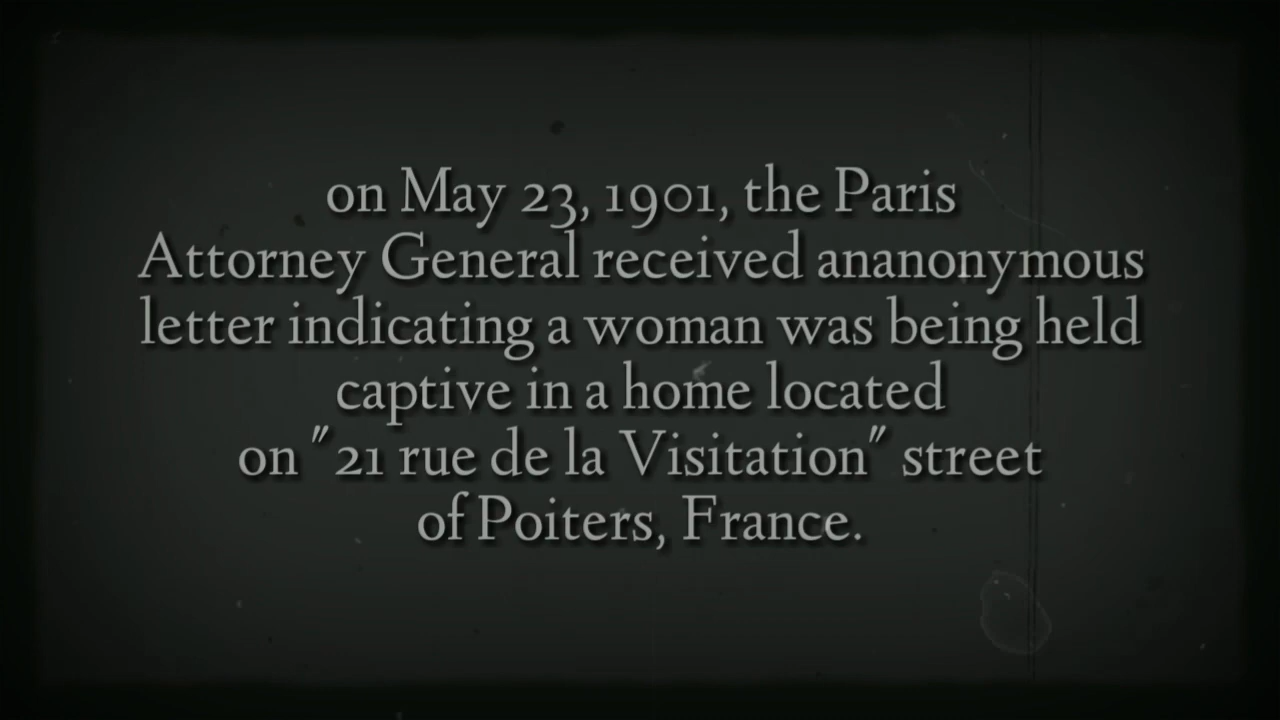 on May 23, 1901, the Paris
Attorney General received ananonymous
letter indicating a woman was being held
captive in a home located
on "21 rue de la Visitation" street
of Poiters, France.